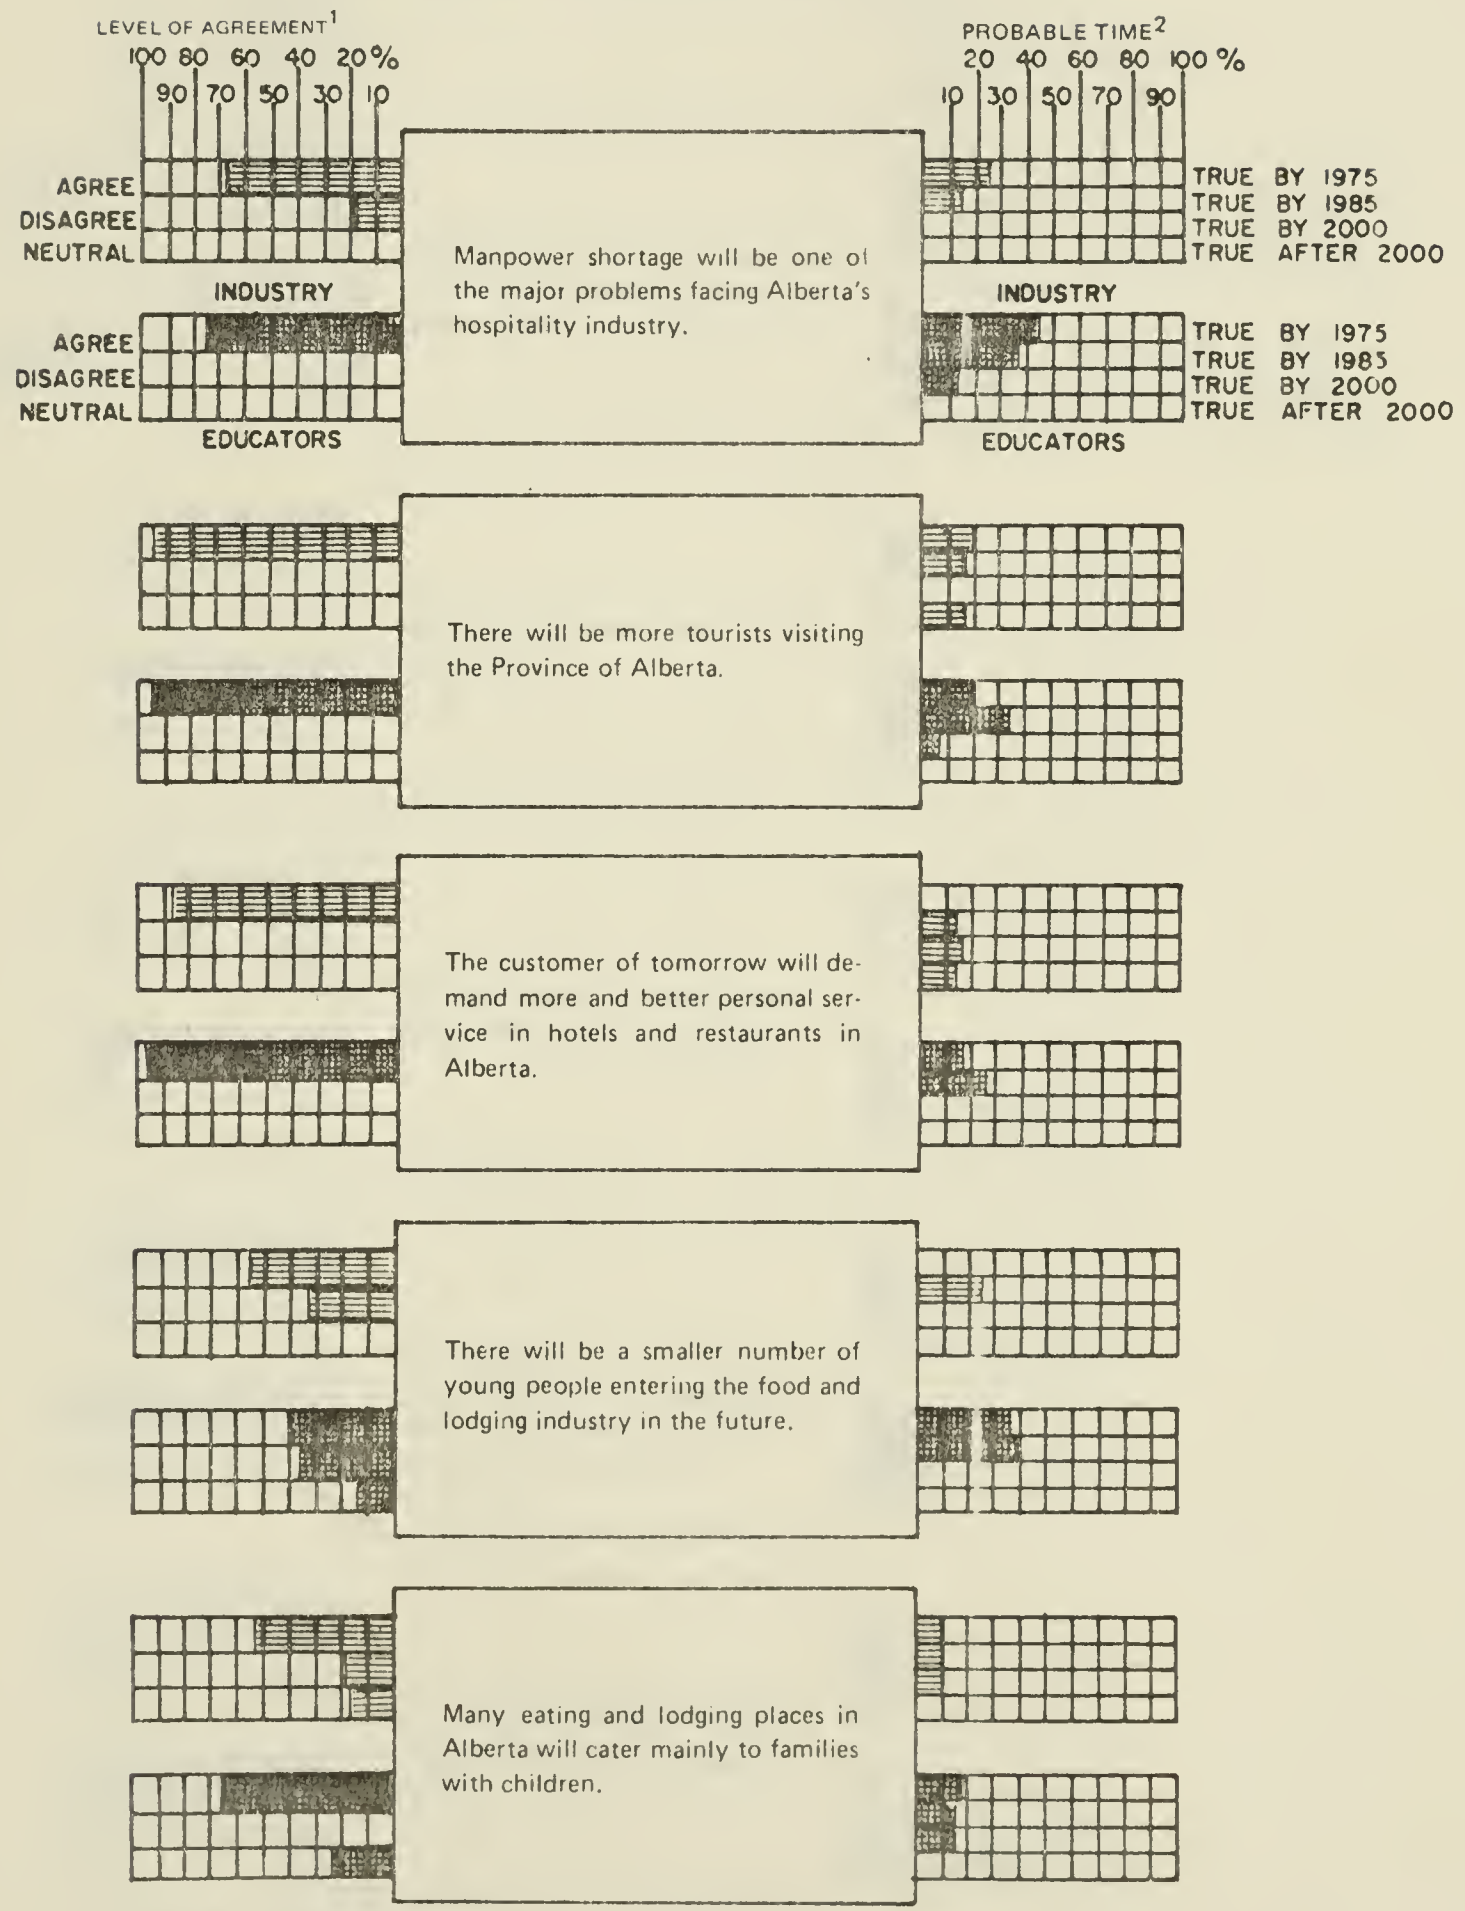 LEVEL OF AGREEMENT¹
100 80 60 40 20%
90 70 50 30 10
PROBABLE TIME²
20 40 60 80 100 %
10 30 50 70 90
AGREE
DISAGREE
NEUTRAL
INDUSTRY
AGREE
DISAGREE
NEUTRAL
EDUCATORS
Manpower shortage will be one of
the major problems facing Alberta's
hospitality industry.
TRUE BY 1975
TRUE BY 1985
TRUE BY 2000
TRUE AFTER 2000
INDUSTRY
TRUE BY 1975
TRUE BY 1985
TRUE BY 2000
TRUE AFTER 2000
EDUCATORS
There will be more tourists visiting
the Province of Alberta.
The customer of tomorrow will de-
mand more and better personal ser-
vice in hotels and restaurants in
Alberta.
There will be a smaller number of
young people entering the food and
lodging industry in the future.
Many eating and lodging places in
Alberta will cater mainly to families
with children.